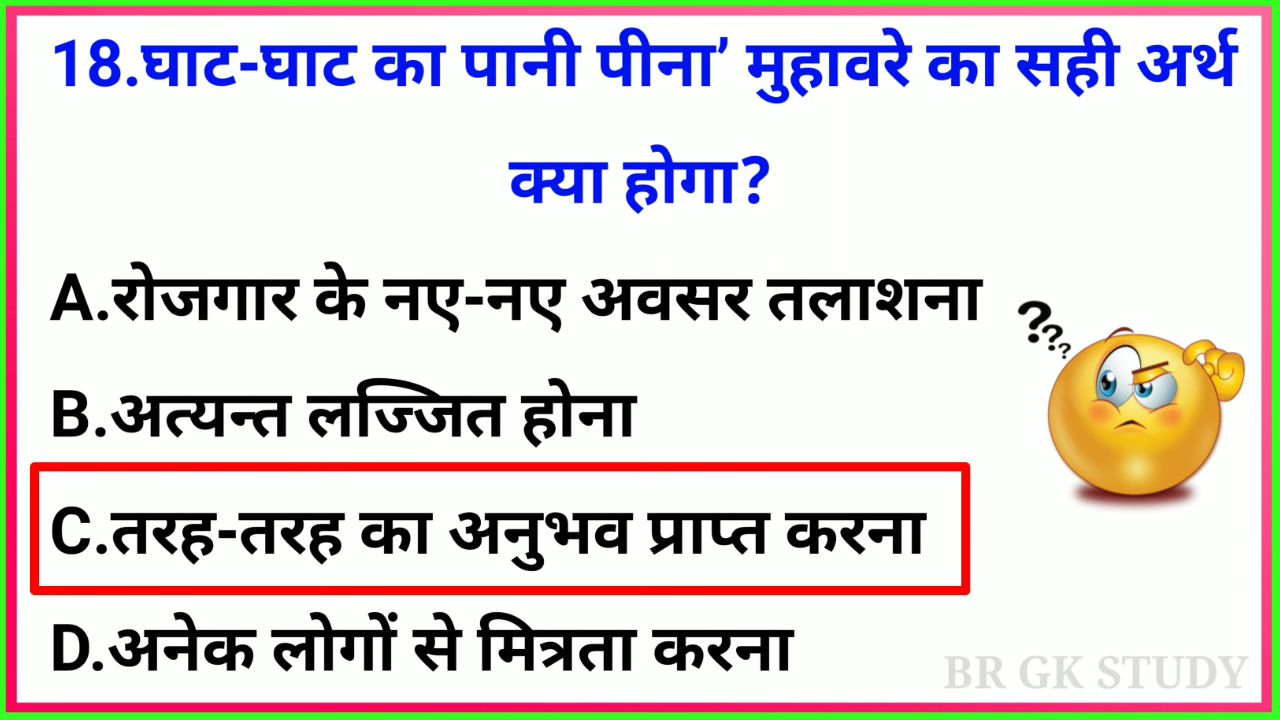 18.घाट-घाट का पानी पीना’ मुहावरे का सही अर्थ
क्या होगा?
A.रोजगार के नए-नए अवसर तलाशना
???
B.अत्यन्त लज्जित होना
C.तरह-तरह का अनुभव प्राप्त करना
D.अनेक लोगों से मित्रता करना
BR GK STUDY